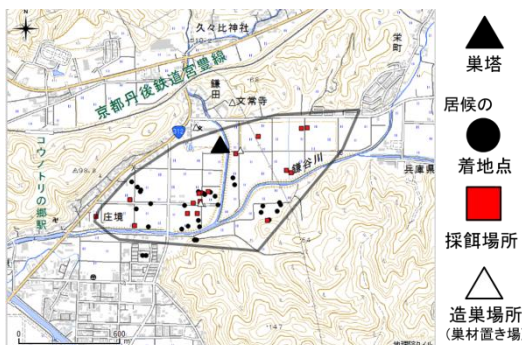 久々比神社
栄町
鎌田
文常寺
京都丹後鉄道宮豊線
312
鎌谷川
兵庫県
コウノトリの郷駅
庄境
0
600
m
巣塔
居候の
着地点
採餌場所
造巣場所
(巣材置き場)